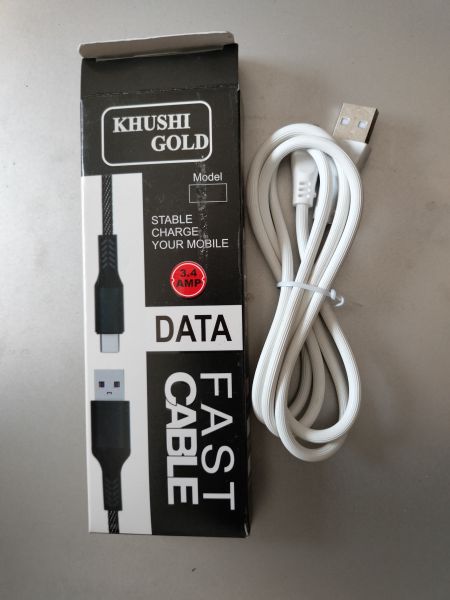 KHUSHI
GOLD
Model
STABLE
CHARGE
YOUR MOBILE
3.4
AMP
DATA
FAST
CABLE